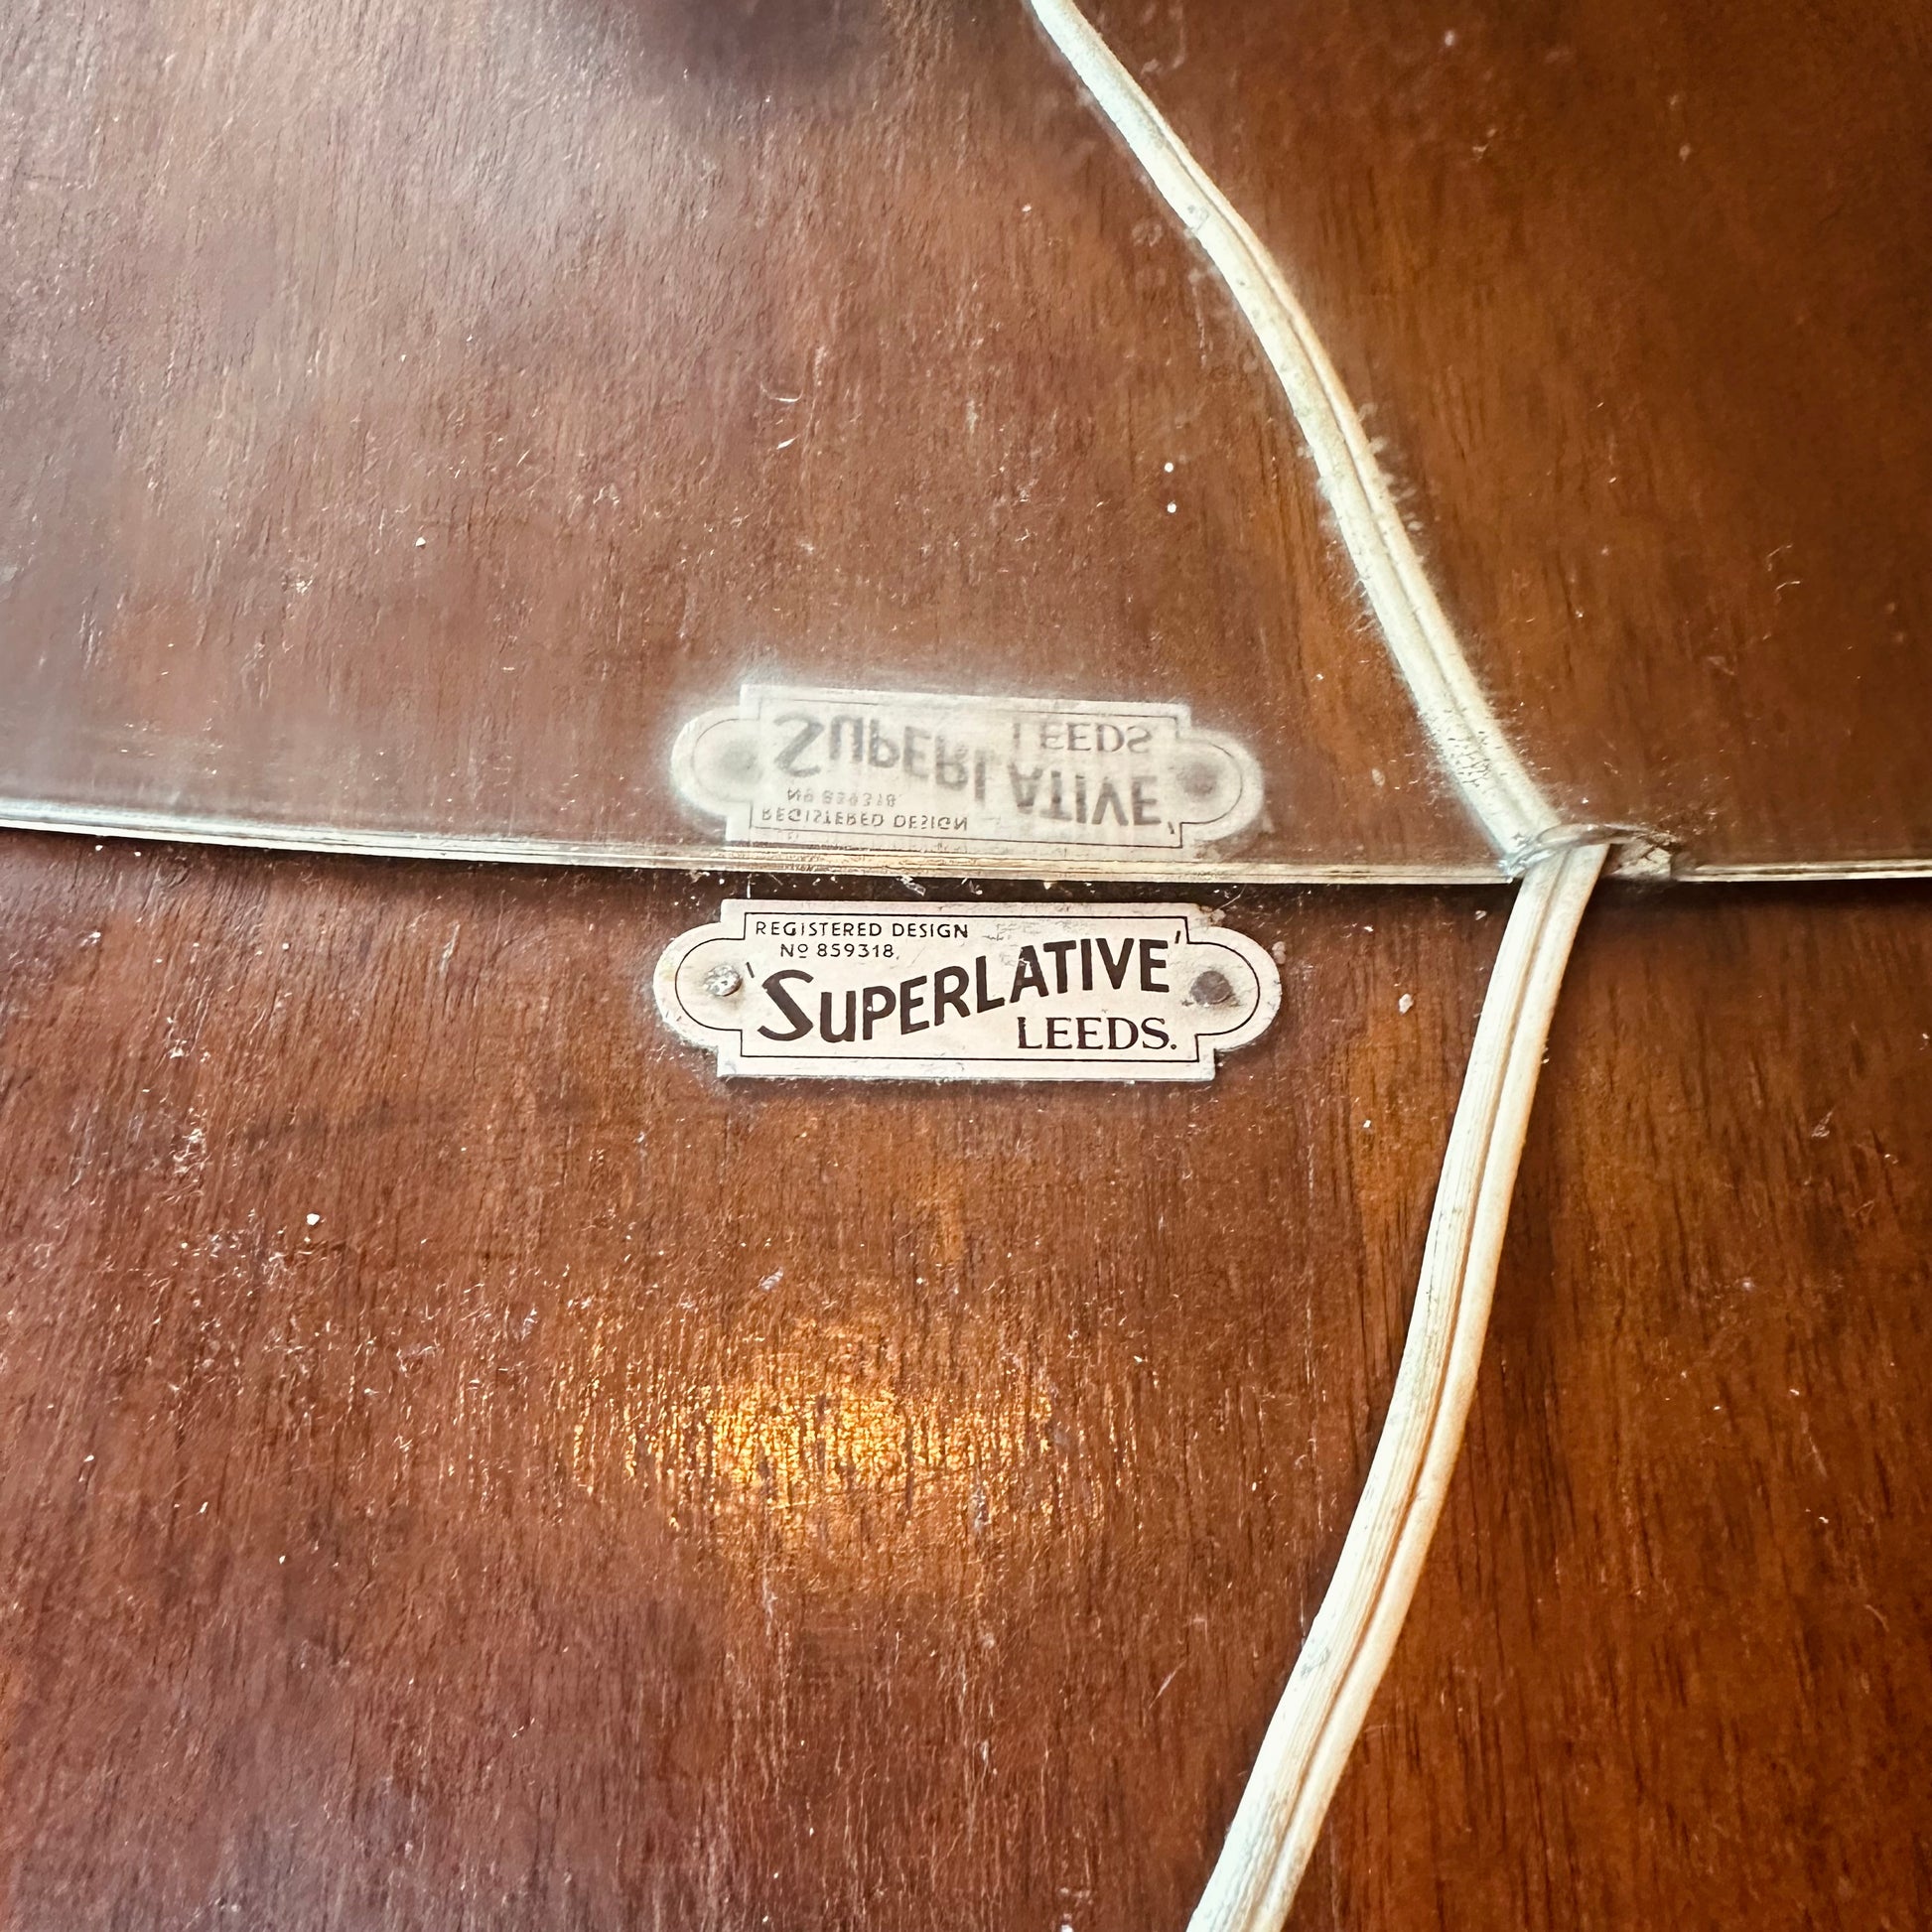 REGISTERED DESIGN
Nº 859318.
'SUPERLATIVE'
LEEDS.